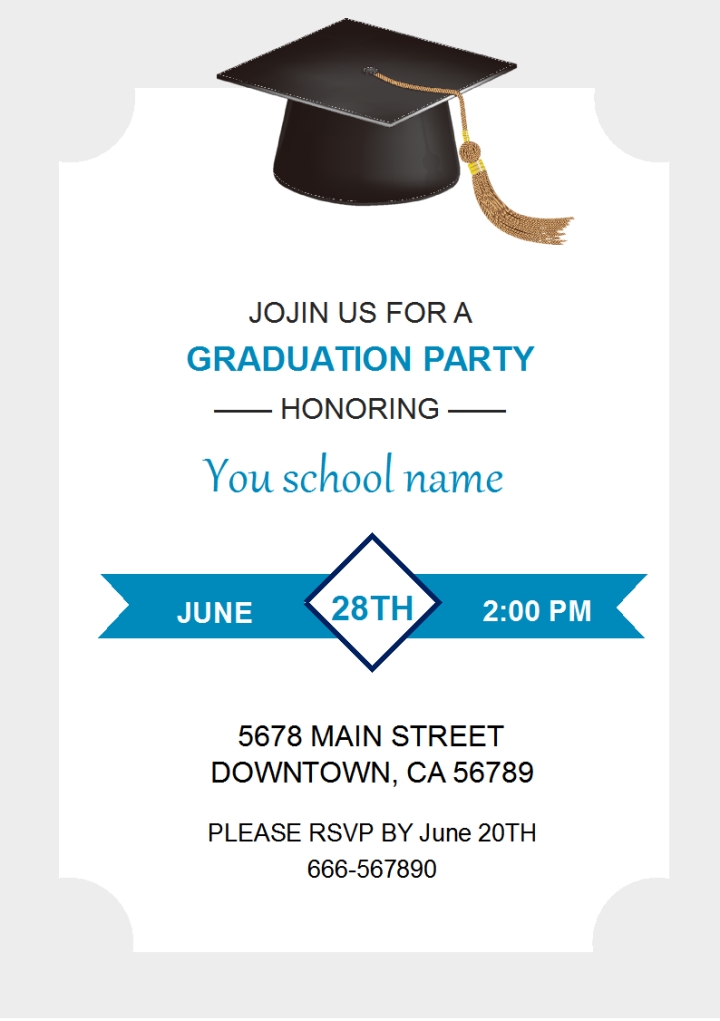 JOJIN US FOR A
GRADUATION PARTY
HONORING
You school name
JUNE 28TH 2:00 PM
5678 MAIN STREET
DOWNTOWN, CA 56789
PLEASE RSVP BY June 20TH
666-567890